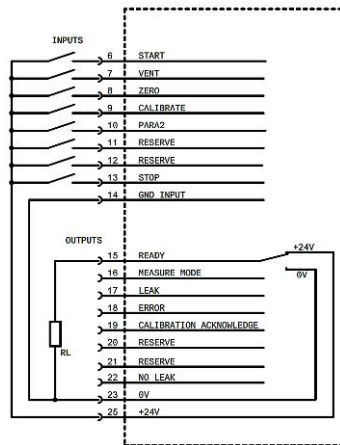 INPUTS
6 START
7 VENT
8 ZERO
9 CALIBRATE
10 PARA2
11 RESERVE
12 RESERVE
13 STOP
14 GND INPUT
OUTPUTS
+24V
15 READY
0V
16 MEASURE MODE
17 LEAK
18 ERROR
19 CALIBRATION ACKNOWLEDGE
20 RESERVE
RL
21 RESERVE
22 NO LEAK
23 0V
25 +24V